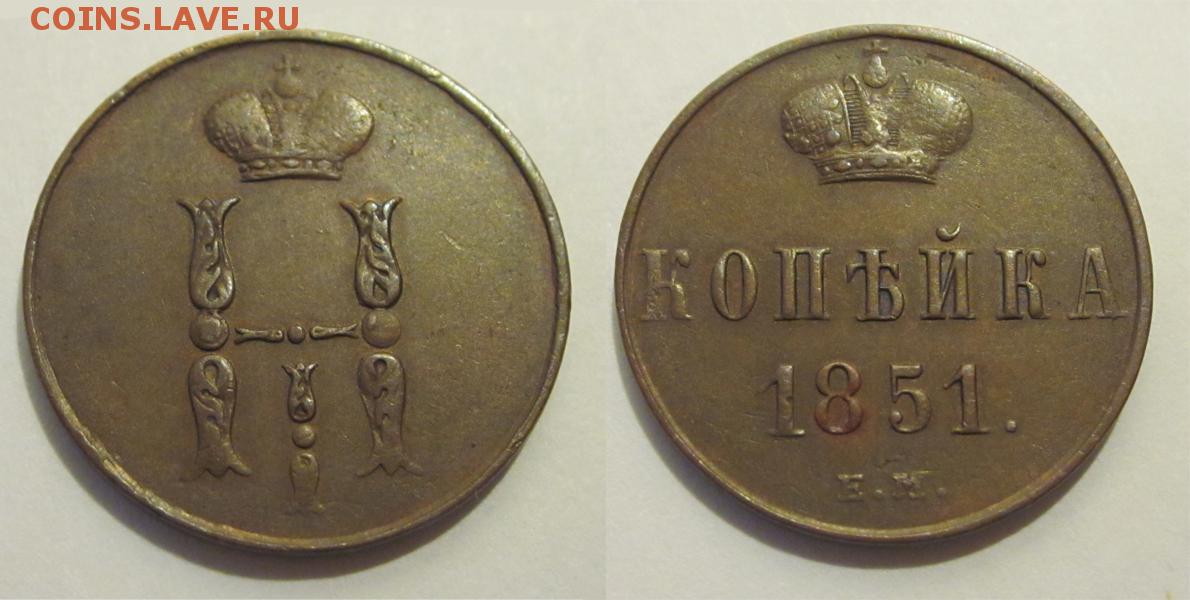 COINS.LAVE.RU
Н
I
КОПѢЙКА
1851.
Е.М.